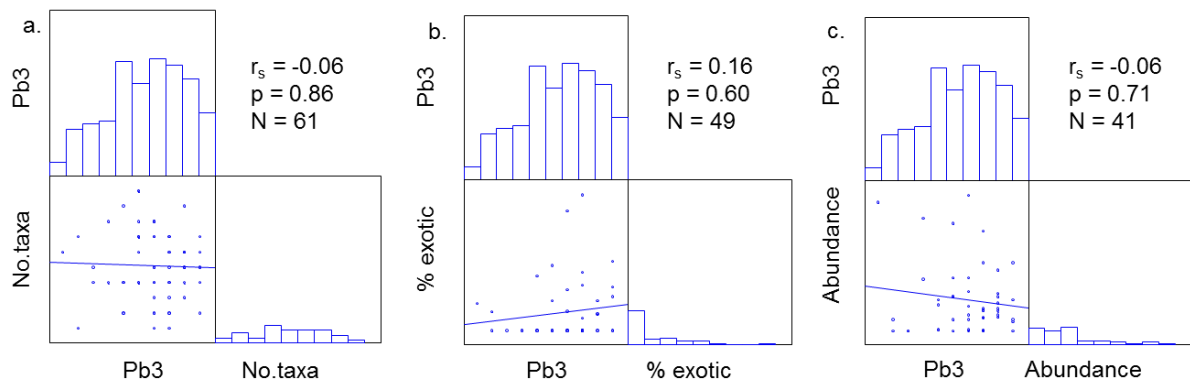 a.
Pb3
rs = -0.06
p = 0.86
N = 61
No.taxa
Pb3
No.taxa
b.
Pb3
rs = 0.16
p = 0.60
N = 49
% exotic
Pb3
% exotic
c.
Pb3
rs = -0.06
p = 0.71
N = 41
Abundance
Pb3
Abundance